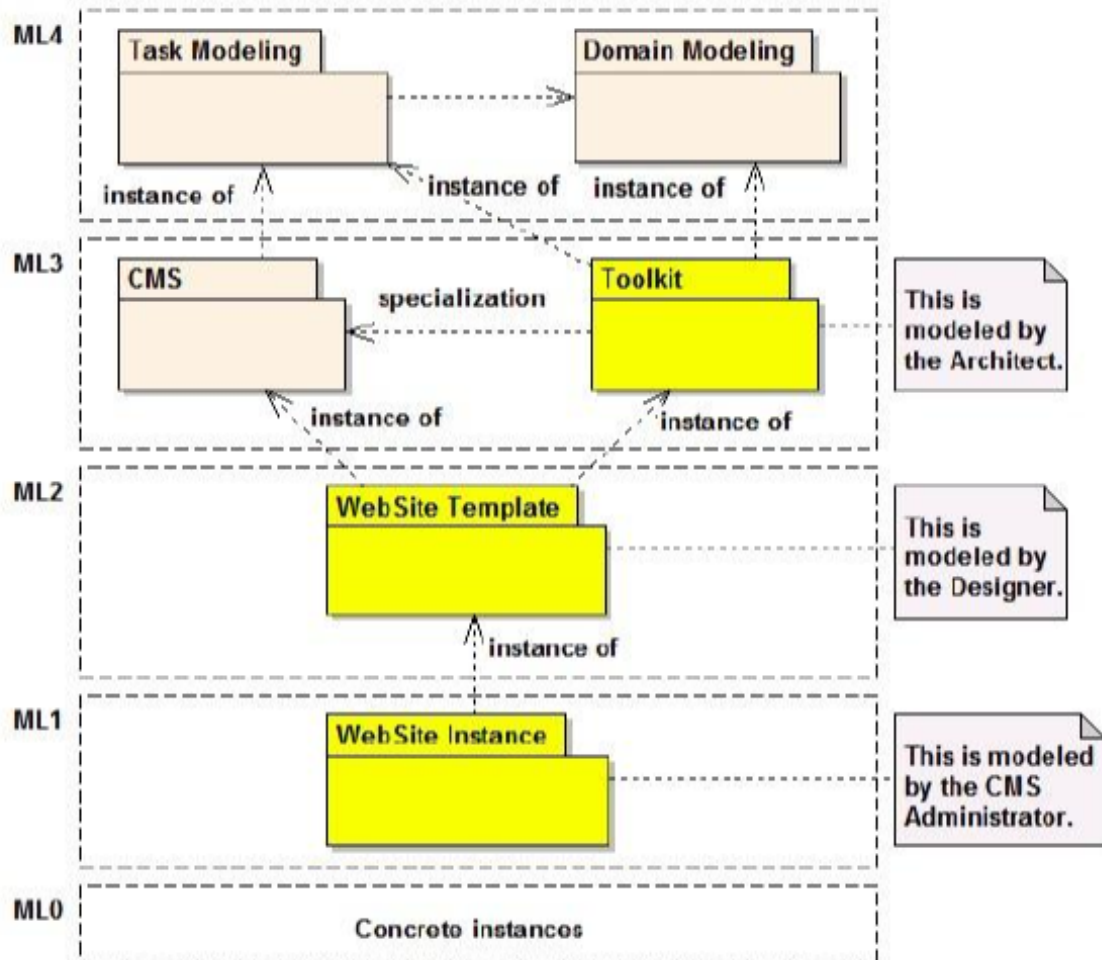 ML4
Task Modeling
Domain Modeling
instance of
instance of
instance of
ML3
CMS
specialization
Toolkit
This is
modeled by
the Architect.
instance of
instance of
ML2
WebSite Template
This is
modeled by
the Designer.
instance of
ML1
WebSite Instance
This is modeled
by the CMS
Administrator.
ML0
Concrete instances